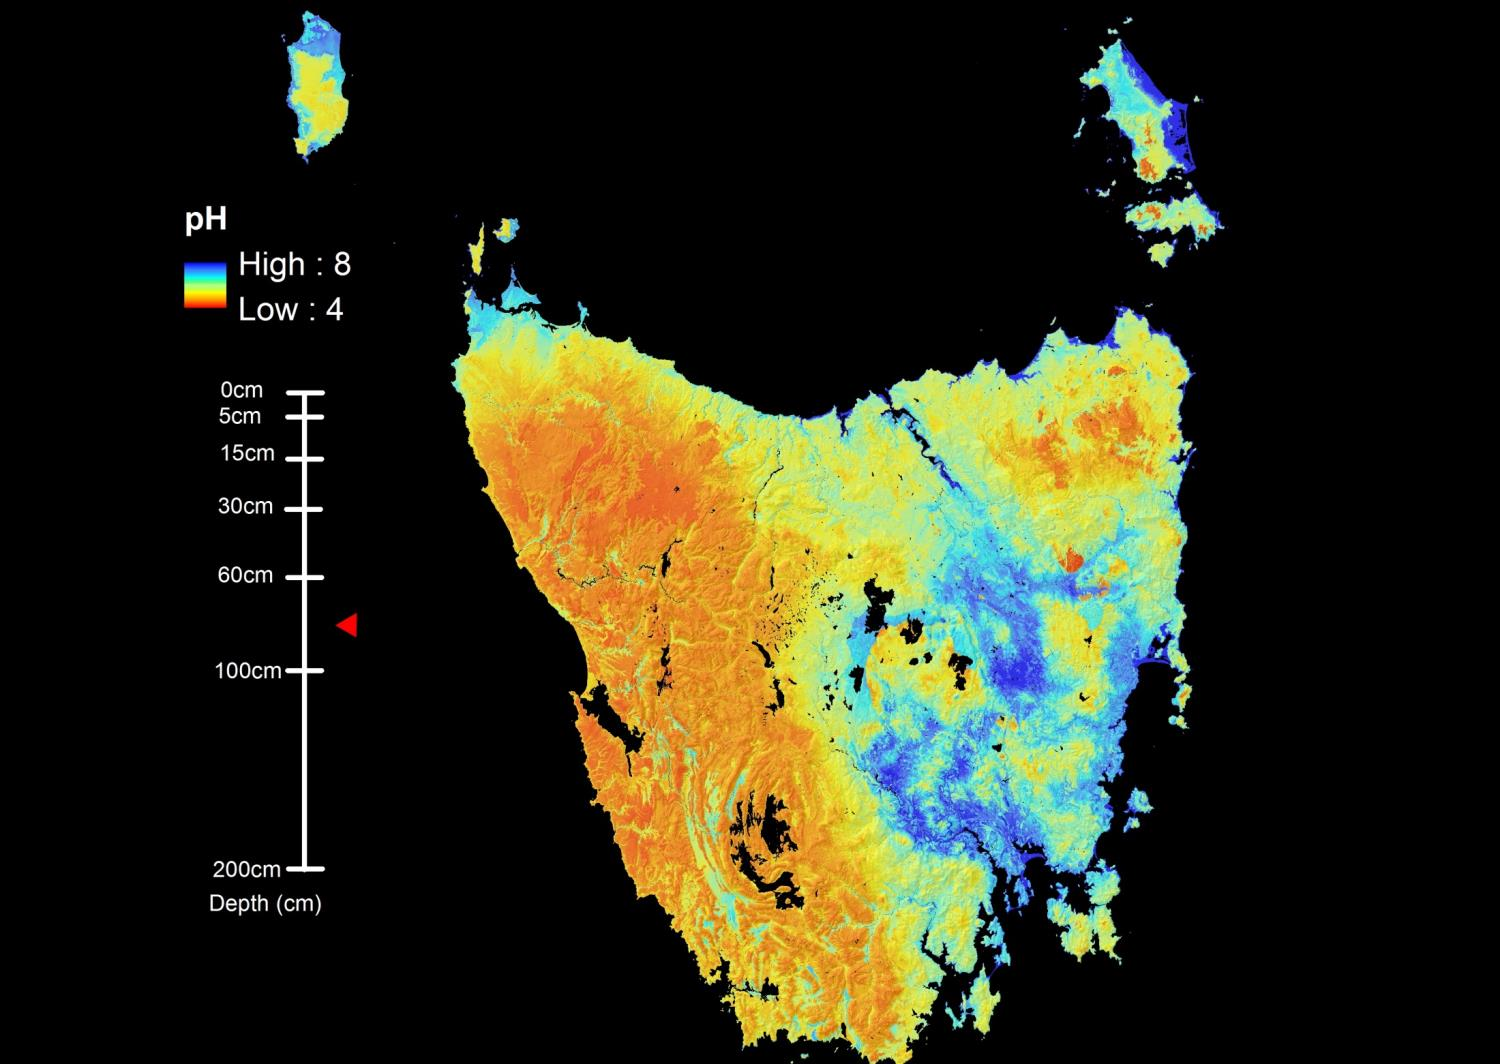 pH
High : 8
Low : 4
0cm
5cm
15cm
30cm
60cm
100cm
200cm
Depth (cm)